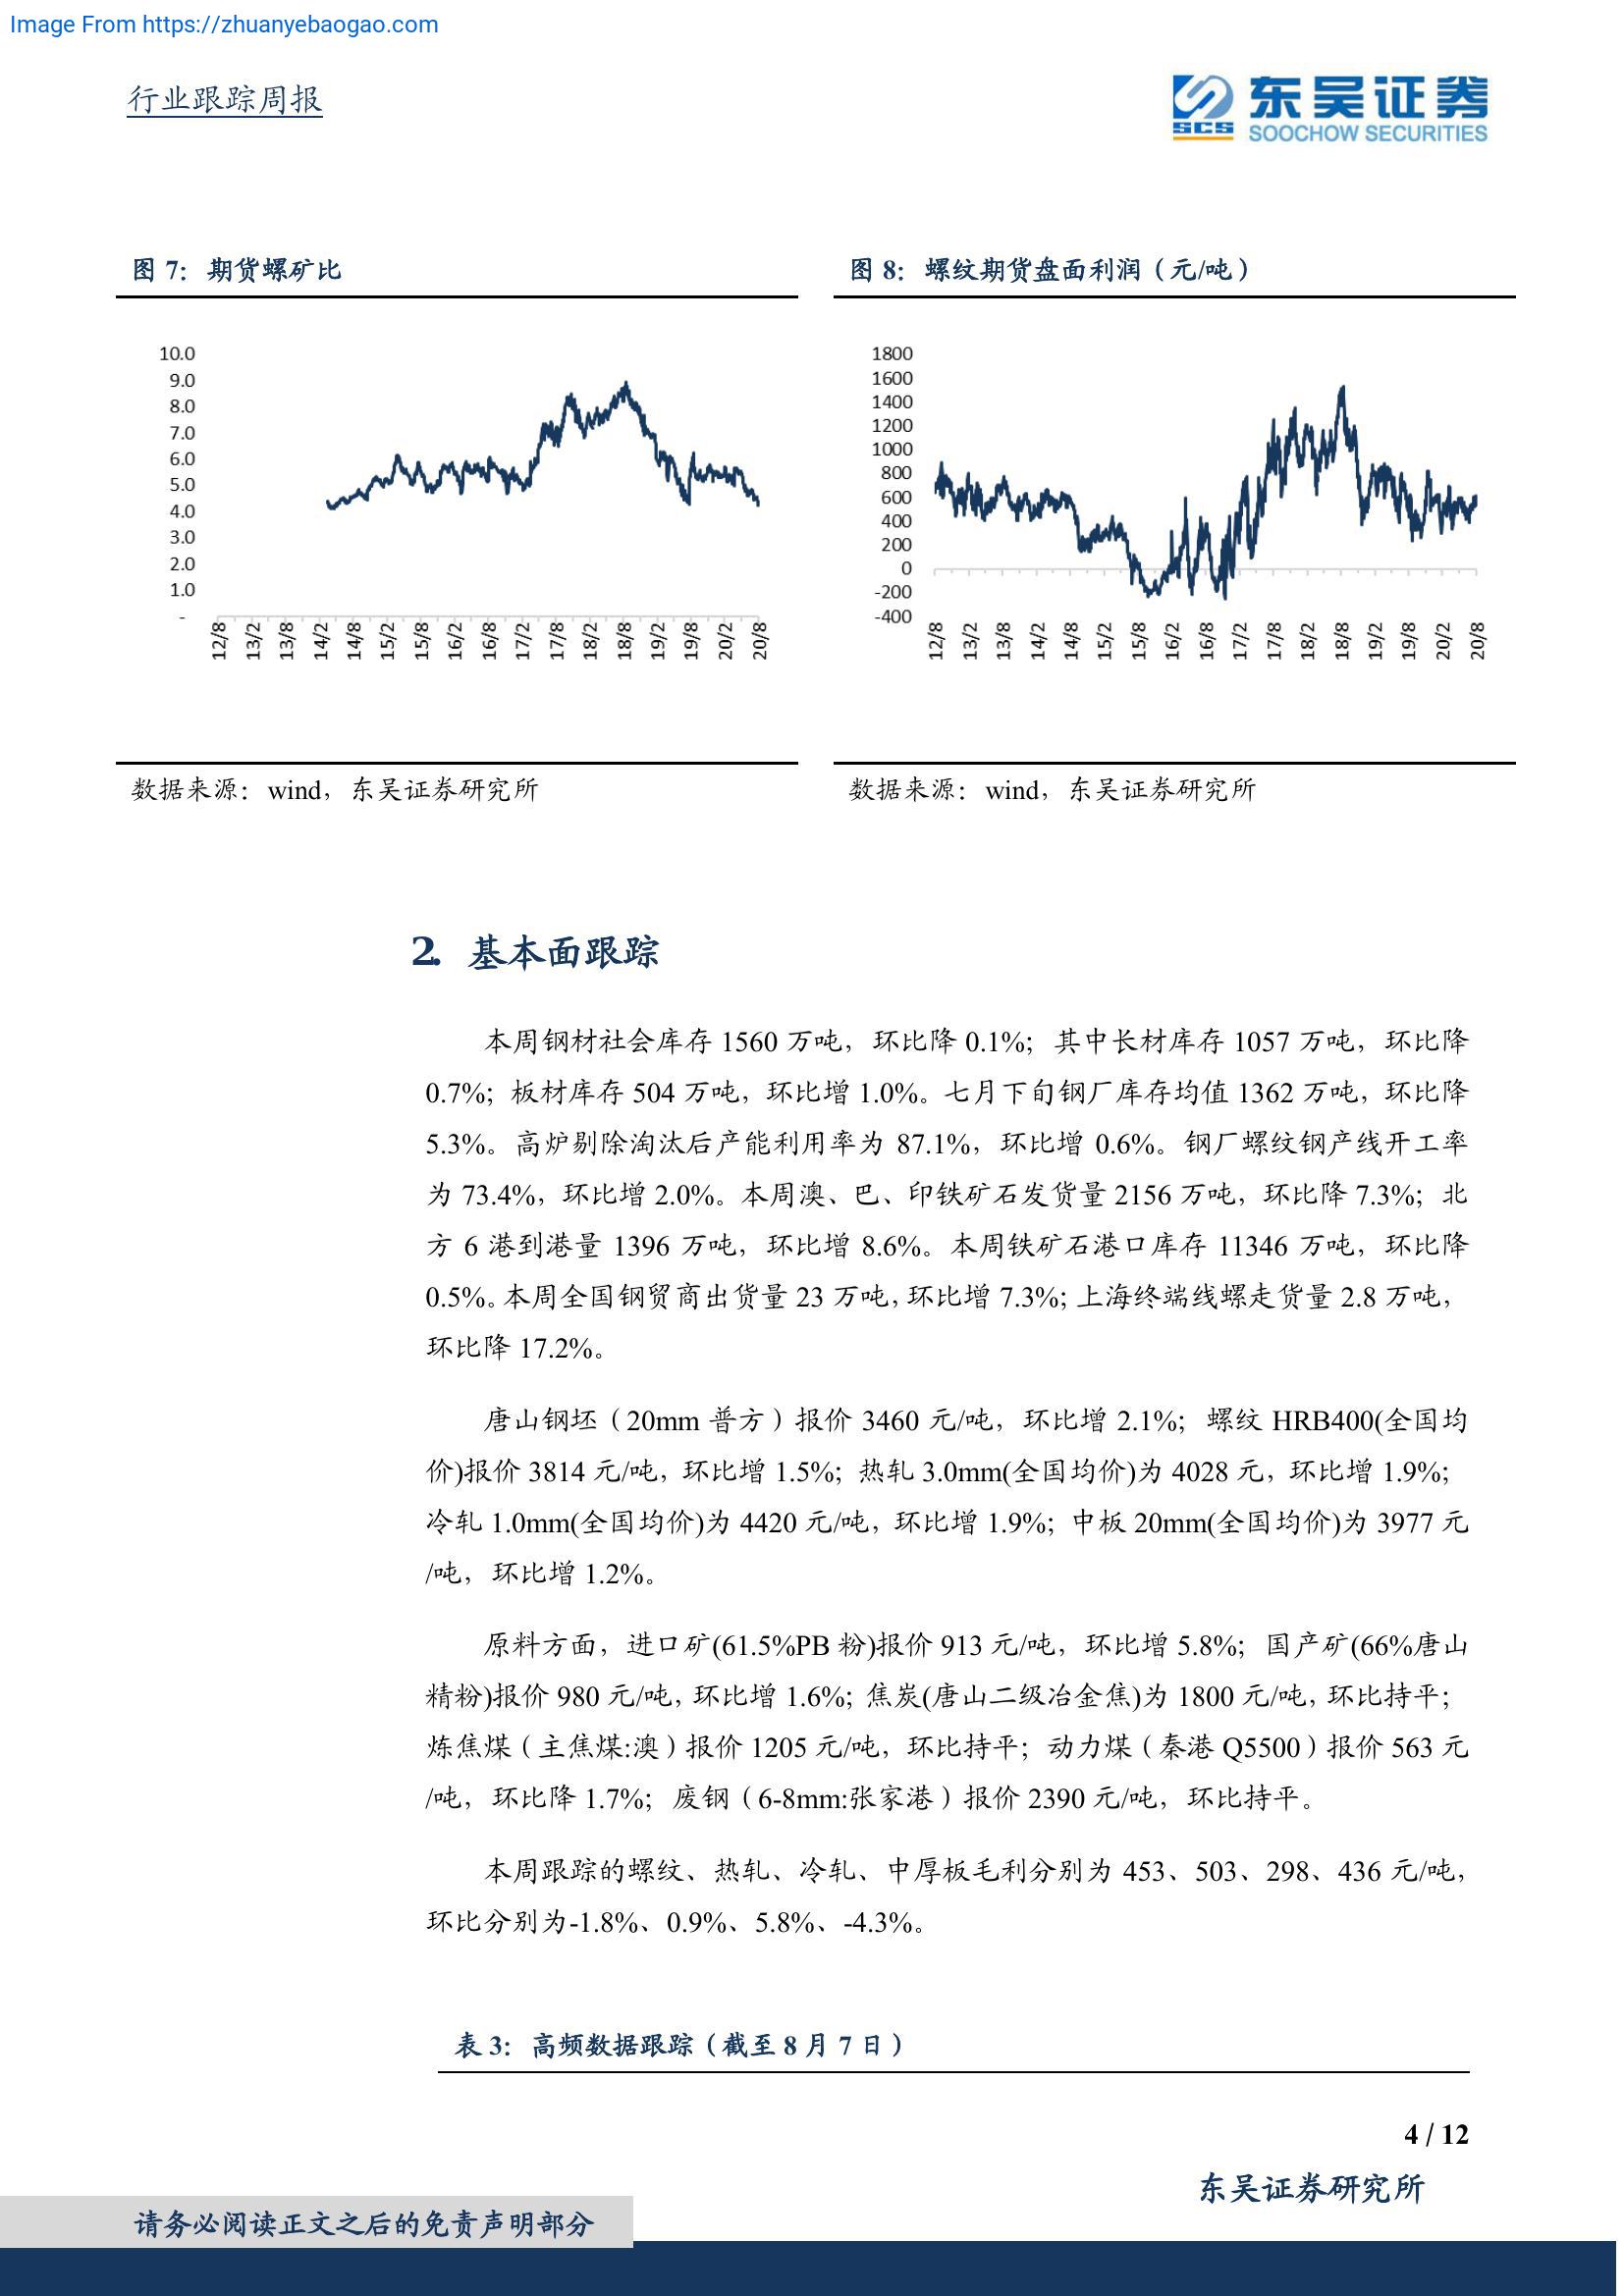 Image From https://zhuanyebaogao.com
行业跟踪周报
东吴证券
SCS
SOOCHOW SECURITIES
图 7：期货螺矿比
10.0
9.0
8.0
7.0
6.0
5.0
4.0
3.0
2.0
1.0
-
12/8
13/2
13/8
14/2
14/8
15/2
15/8
16/2
16/8
17/2
17/8
18/2
18/8
19/2
19/8
20/2
20/8
数据来源：wind，东吴证券研究所
图 8：螺纹期货盘面利润（元/吨）
1800
1600
1400
1200
1000
800
600
400
200
0
-200
-400
12/8
13/2
13/8
14/2
14/8
15/2
15/8
16/2
16/8
17/2
17/8
18/2
18/8
19/2
19/8
20/2
20/8
数据来源：wind，东吴证券研究所
2. 基本面跟踪
本周钢材社会库存 1560 万吨，环比降 0.1%；其中长材库存 1057 万吨，环比降
0.7%；板材库存 504 万吨，环比增 1.0%。七月下旬钢厂库存均值 1362 万吨，环比降
5.3%。高炉剔除淘汰后产能利用率为 87.1%，环比增 0.6%。钢厂螺纹钢产线开工率
为 73.4%，环比增 2.0%。本周澳、巴、印铁矿石发货量 2156 万吨，环比降 7.3%；北
方 6 港到港量 1396 万吨，环比增 8.6%。本周铁矿石港口库存 11346 万吨，环比降
0.5%。本周全国钢贸商出货量 23 万吨，环比增 7.3%；上海终端线螺走货量 2.8 万吨，
环比降 17.2%。
唐山钢坯（20mm 普方）报价 3460 元/吨，环比增 2.1%；螺纹 HRB400(全国均
价)报价 3814 元/吨，环比增 1.5%；热轧 3.0mm(全国均价)为 4028 元，环比增 1.9%；
冷轧 1.0mm(全国均价)为 4420 元/吨，环比增 1.9%；中板 20mm(全国均价)为 3977 元
/吨，环比增 1.2%。
原料方面，进口矿(61.5%PB 粉)报价 913 元/吨，环比增 5.8%；国产矿(66%唐山
精粉)报价 980 元/吨，环比增 1.6%；焦炭(唐山二级冶金焦)为 1800 元/吨，环比持平；
炼焦煤（主焦煤:澳）报价 1205 元/吨，环比持平；动力煤（秦港 Q5500）报价 563 元
/吨，环比降 1.7%；废钢（6-8mm:张家港）报价 2390 元/吨，环比持平。
本周跟踪的螺纹、热轧、冷轧、中厚板毛利分别为 453、503、298、436 元/吨，
环比分别为-1.8%、0.9%、5.8%、-4.3%。
表 3：高频数据跟踪（截至 8 月 7 日）
4 / 12
东吴证券研究所
请务必阅读正文之后的免责声明部分